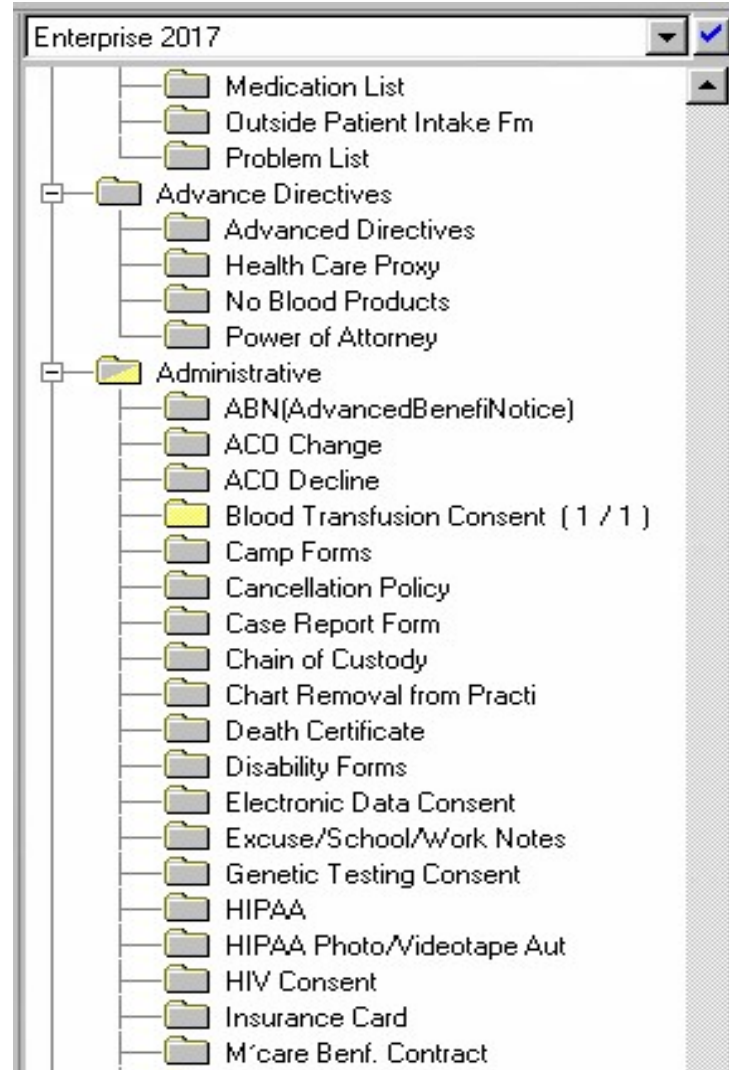 Enterprise 2017
Medication List
Outside Patient Intake Fm
Problem List
Advance Directives
Advanced Directives
Health Care Proxy
No Blood Products
Power of Attorney
Administrative
ABN(AdvancedBenefiNotice)
ACO Change
ACO Decline
Blood Transfusion Consent ( 1 / 1 )
Camp Forms
Cancellation Policy
Case Report Form
Chain of Custody
Chart Removal from Practi
Death Certificate
Disability Forms
Electronic Data Consent
Excuse/School/Work Notes
Genetic Testing Consent
HIPAA
HIPAA Photo/Videotape Aut
HIV Consent
Insurance Card
M'care Benf. Contract